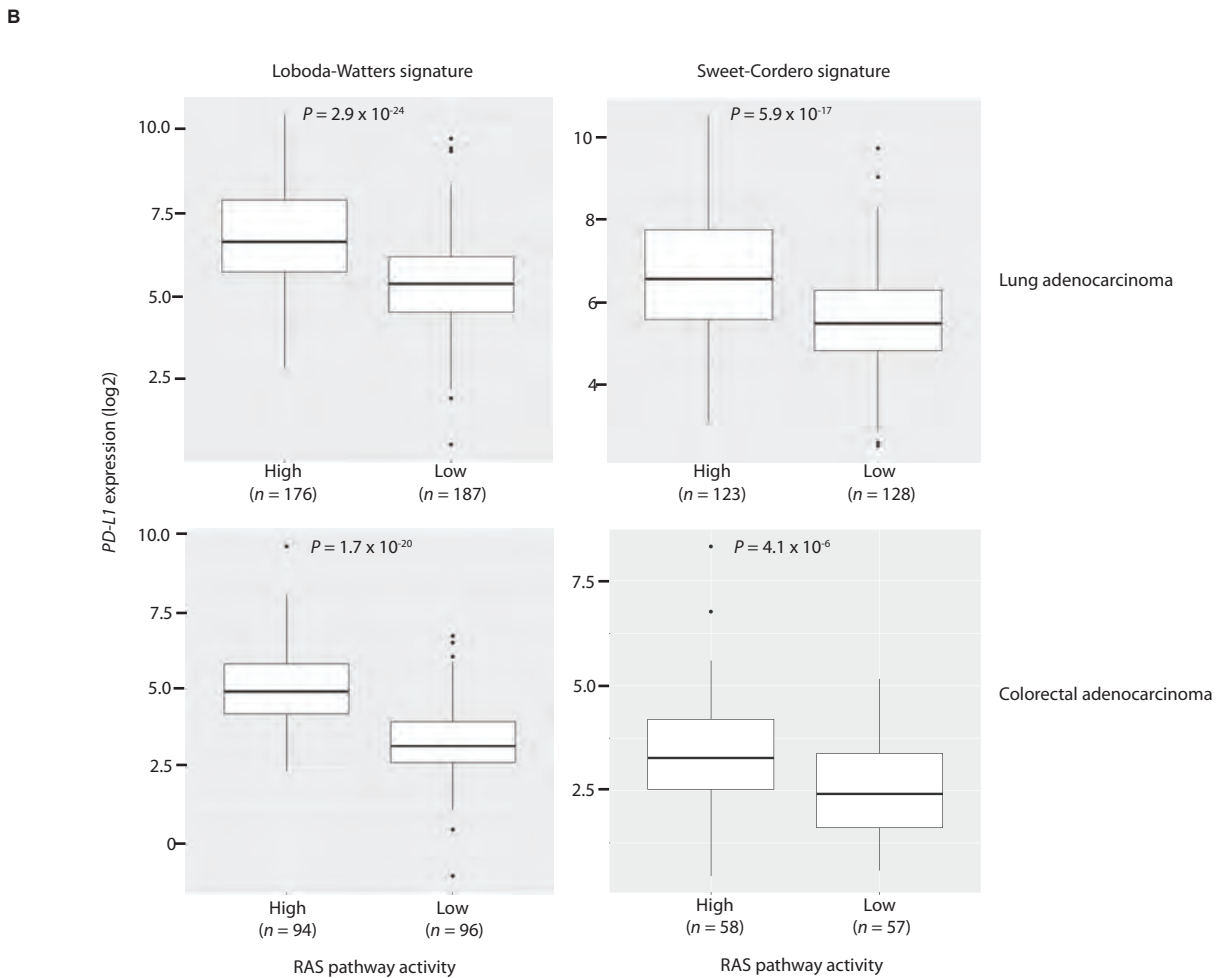 B
Loboda-Watters signature
Sweet-Cordero signature
P = 2.9 x 10-24
10.0
7.5
5.0
2.5
High
(n = 176)
Low
(n = 187)
P = 5.9 x 10-17
10
8
6
4
High
(n = 123)
Low
(n = 128)
Lung adenocarcinoma
PD-L1 expression (log2)
P = 1.7 x 10-20
10.0
7.5
5.0
2.5
0
High
(n = 94)
Low
(n = 96)
RAS pathway activity
P = 4.1 x 10-6
7.5
5.0
2.5
High
(n = 58)
Low
(n = 57)
RAS pathway activity
Colorectal adenocarcinoma